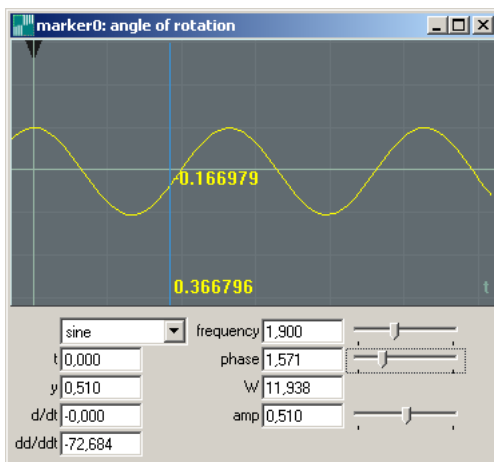 marker0: angle of rotation
-0.166979
0.366796
t
sine frequency 1,900
t 0,000 phase 1,571
y 0,510 W 11,938
d/dt -0,000 amp 0,510
dd/ddt -72,684